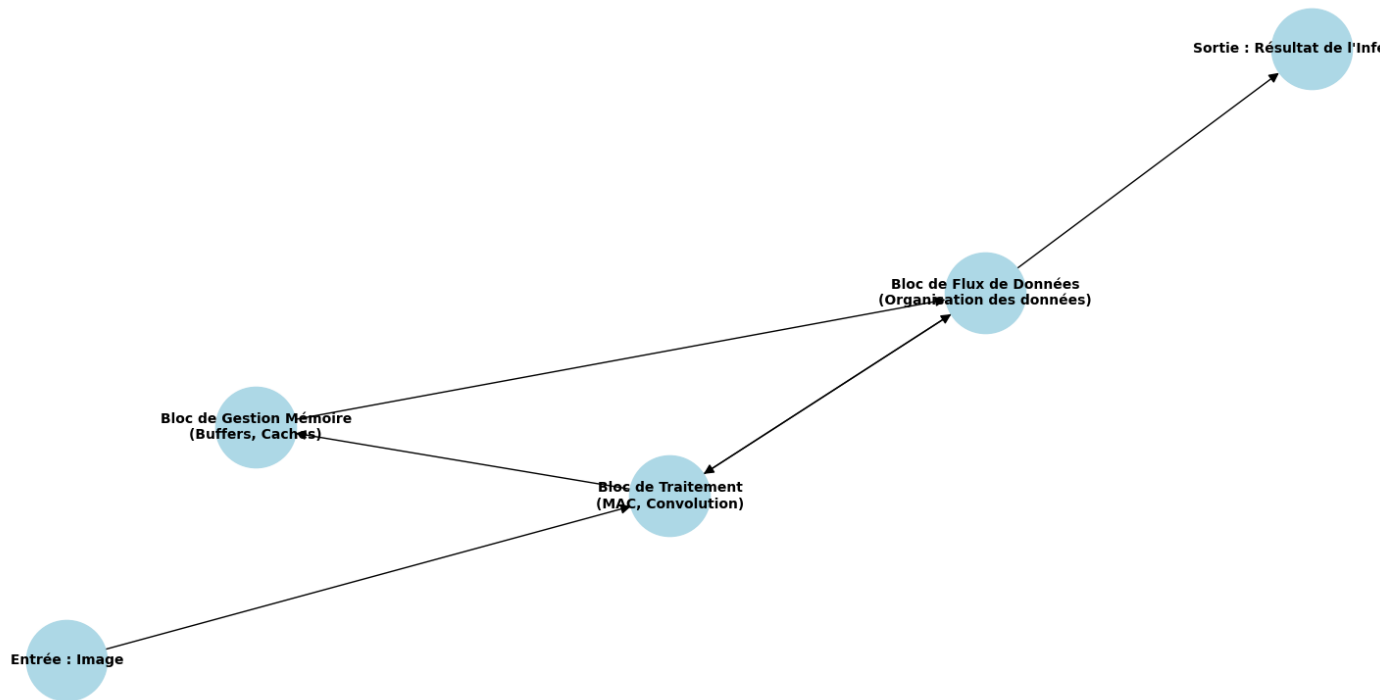 Sortie : Résultat de l'Infé
Bloc de Flux de Données
(Organisation des données)
Bloc de Gestion Mémoire
(Buffers, Caches)
Bloc de Traitement
(MAC, Convolution)
Entrée : Image